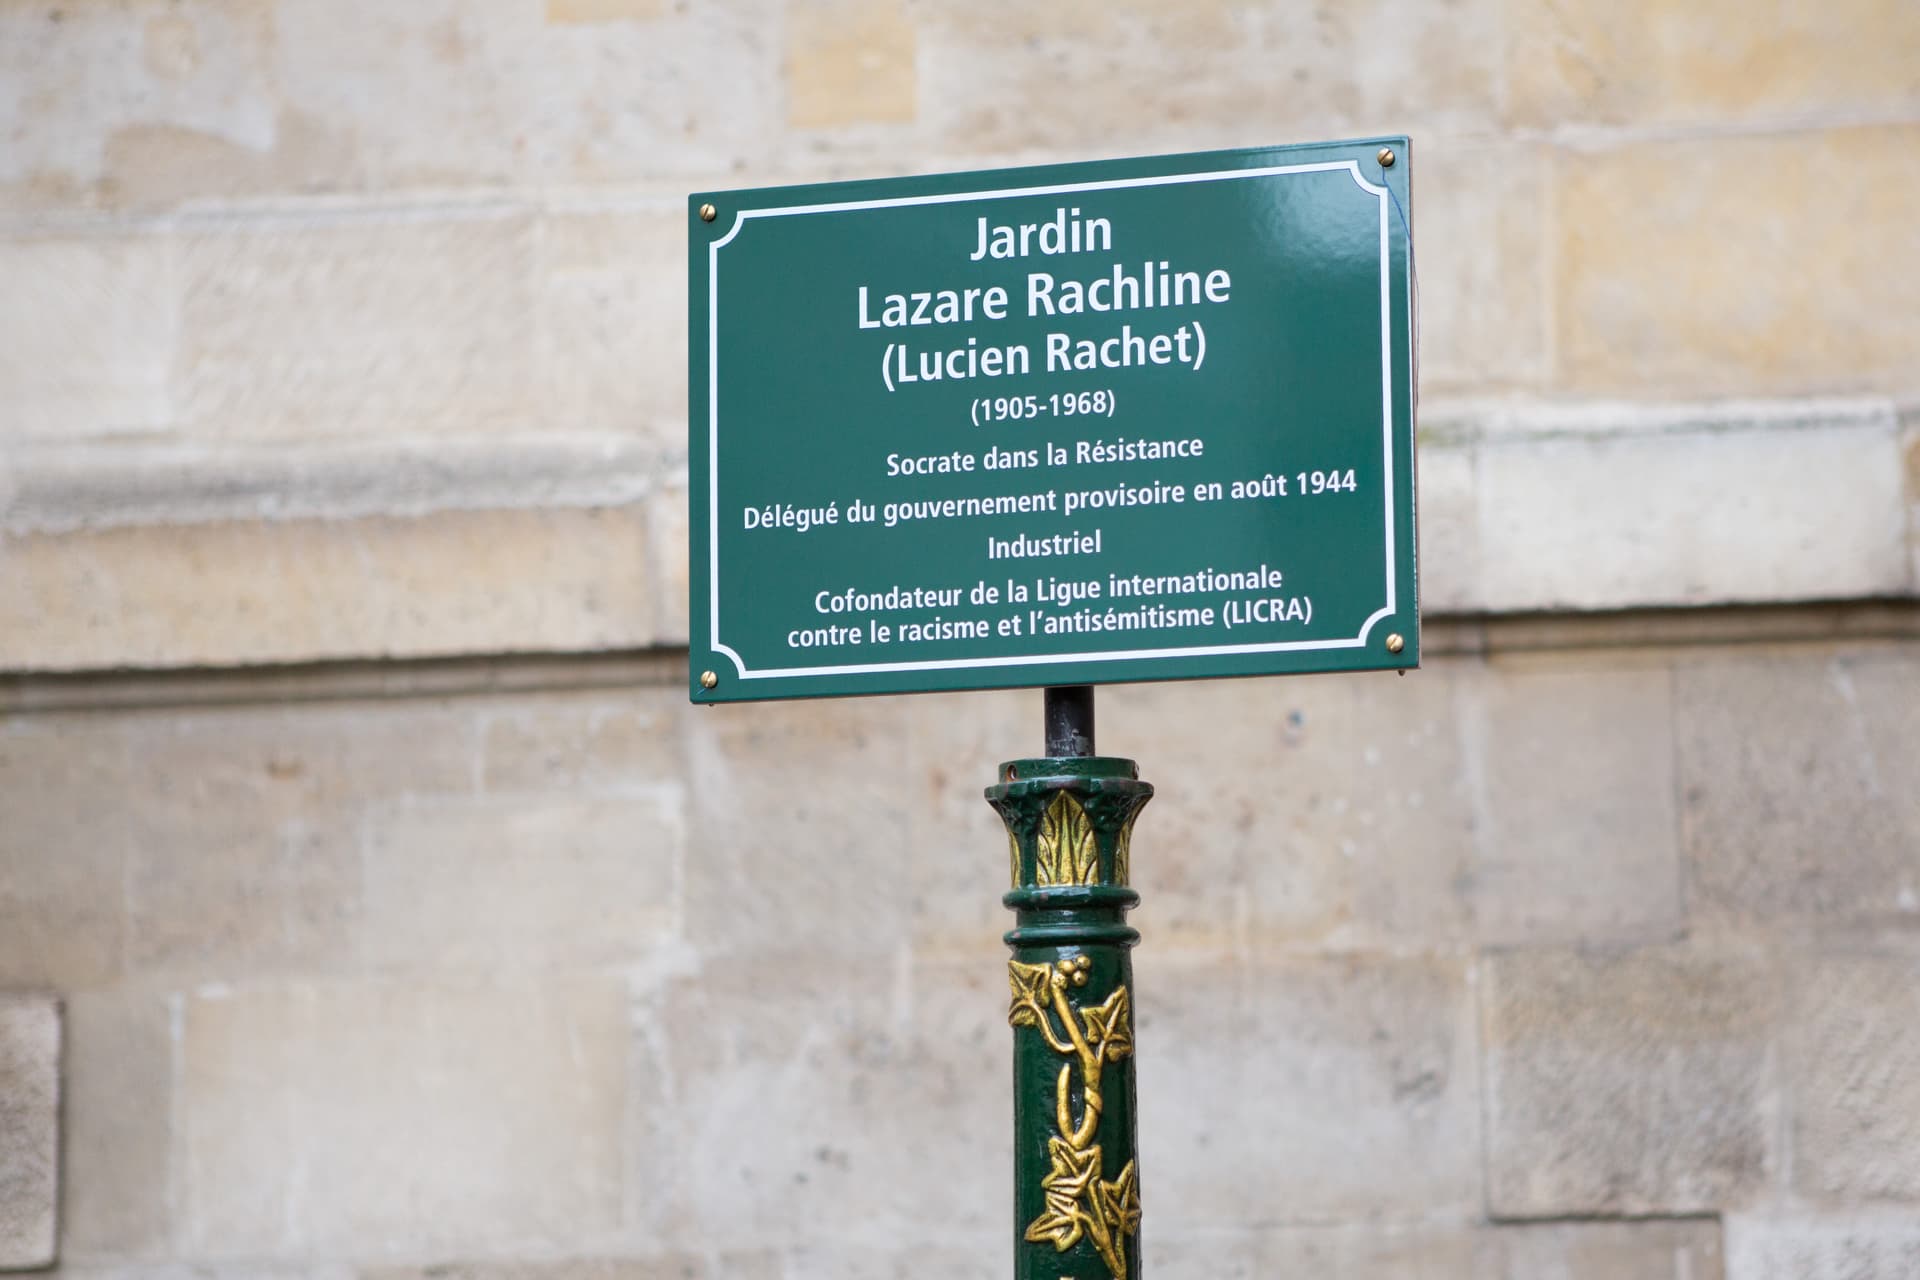 Jardin
Lazare Rachline
(Lucien Rachet)
(1905-1968)
Socrate dans la Résistance
Délégué du gouvernement provisoire en août 1944
Industriel
Cofondateur de la Ligue internationale
contre le racisme et l'antisémitisme (LICRA)